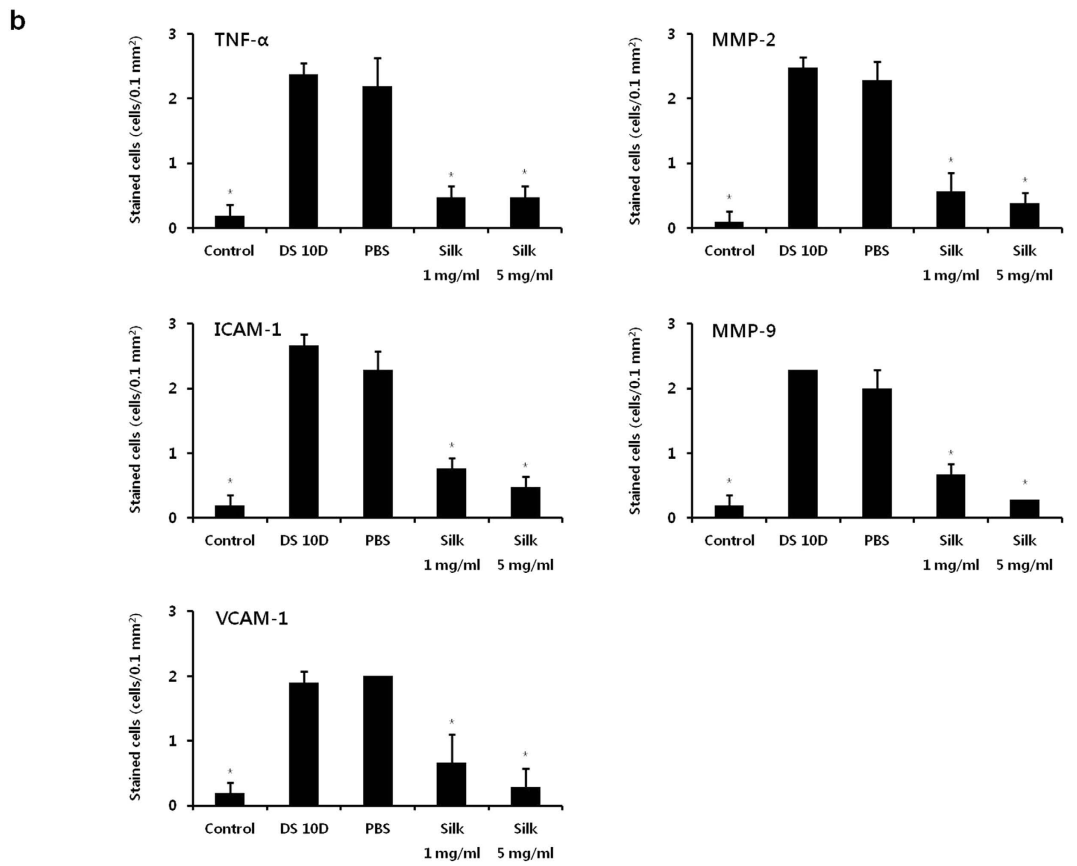 b
TNF-α
Stained cells (cells/0.1 mm²)
3
2
1
0
*
*
*
Control DS 10D PBS Silk Silk
1 mg/ml 5 mg/ml
MMP-2
Stained cells (cells/0.1 mm²)
3
2
1
0
*
*
*
Control DS 10D PBS Silk Silk
1 mg/ml 5 mg/ml
ICAM-1
Stained cells (cells/0.1 mm²)
3
2
1
0
*
*
*
Control DS 10D PBS Silk Silk
1 mg/ml 5 mg/ml
MMP-9
Stained cells (cells/0.1 mm²)
3
2
1
0
*
*
*
Control DS 10D PBS Silk Silk
1 mg/ml 5 mg/ml
VCAM-1
Stained cells (cells/0.1 mm²)
3
2
1
0
*
*
*
Control DS 10D PBS Silk Silk
1 mg/ml 5 mg/ml